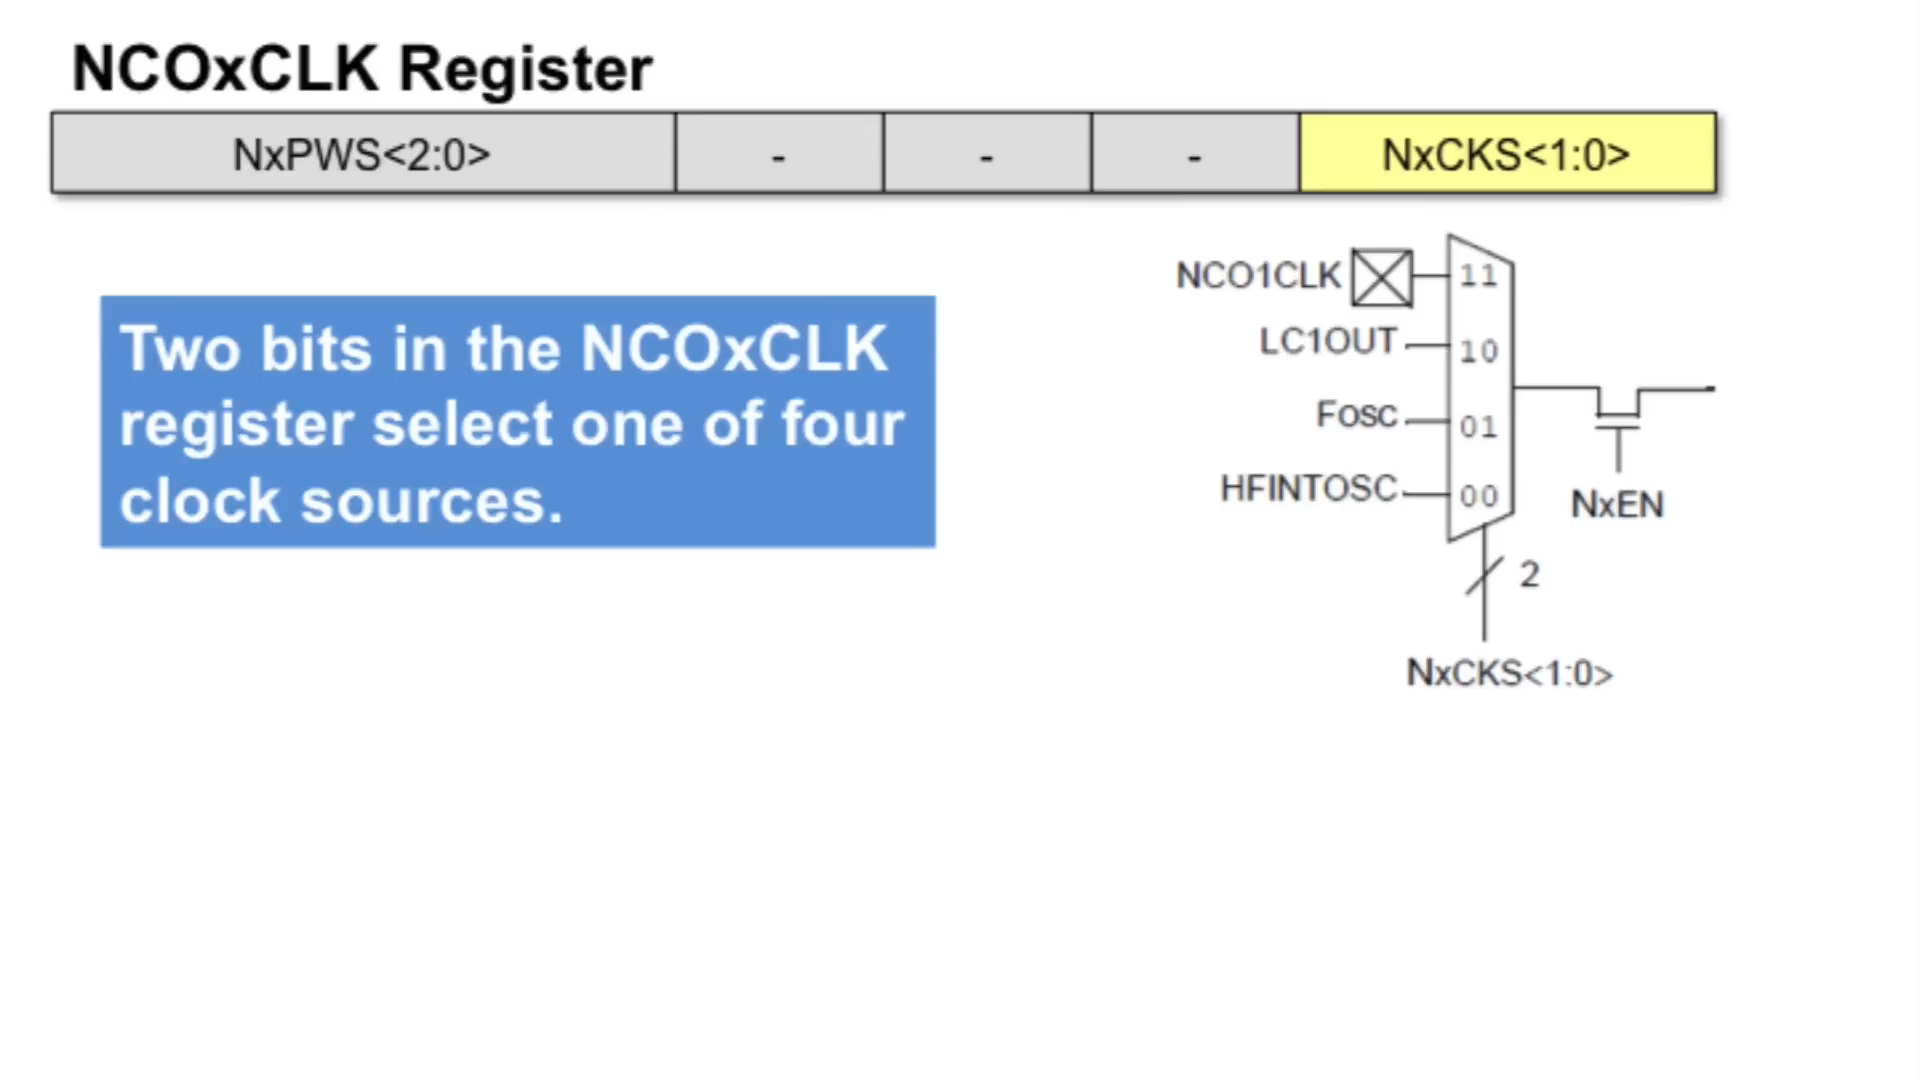 NCOxCLK Register
NxPWS<2:0> - - - NxCKS<1:0>
Two bits in the NCOxCLK
register select one of four
clock sources.
NCO1CLK 11
LC1OUT 10
Fosc 01
HFINTOSC 00
NxEN
2
NxCKS<1:0>